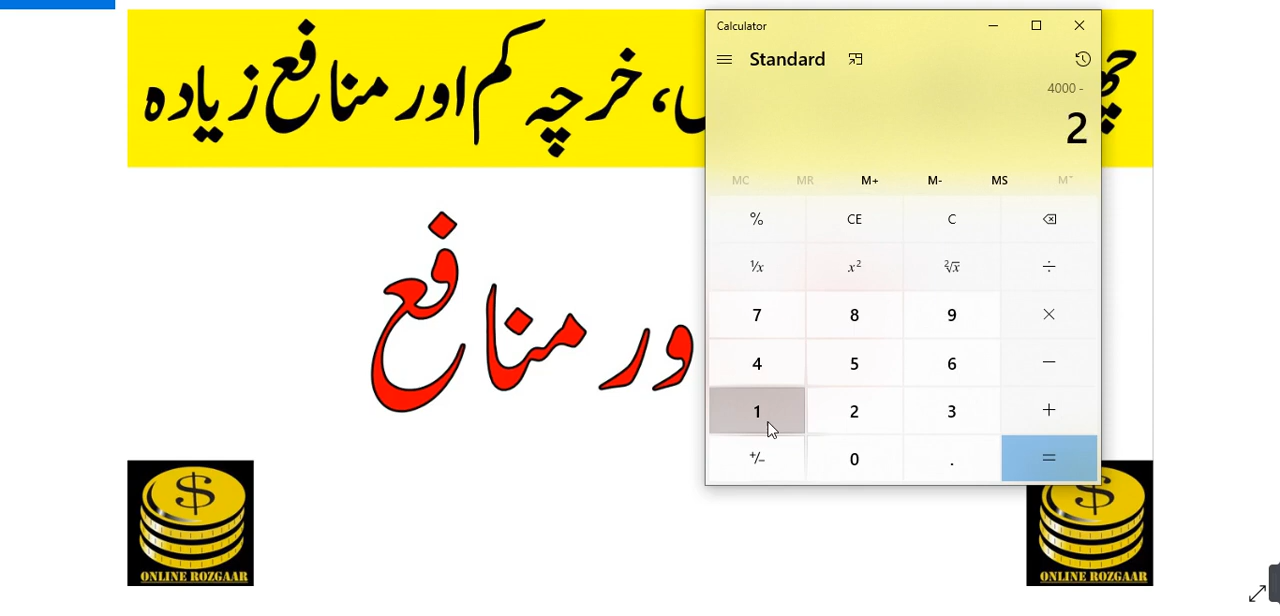 خرچہ کم اور منافع زیادہ
ور منافع
Calculator
Standard
4000 -
2
MC MR M+ M- MS M˅
% CE C
¹/x x² ²√x ÷
7 8 9 ×
4 5 6 −
1 2 3 +
+/− 0 . =
ONLINE ROZGAAR
ONLINE ROZGAAR